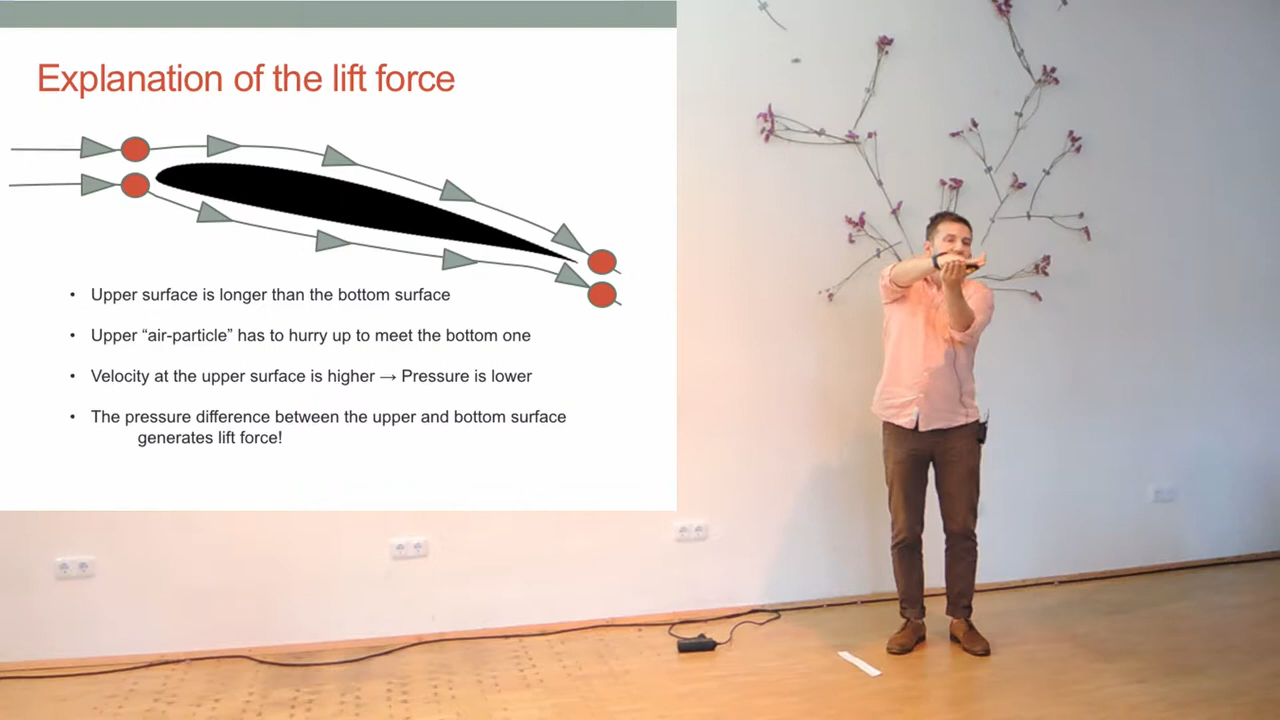 Explanation of the lift force
• Upper surface is longer than the bottom surface
• Upper “air-particle” has to hurry up to meet the bottom one
• Velocity at the upper surface is higher → Pressure is lower
• The pressure difference between the upper and bottom surface
generates lift force!